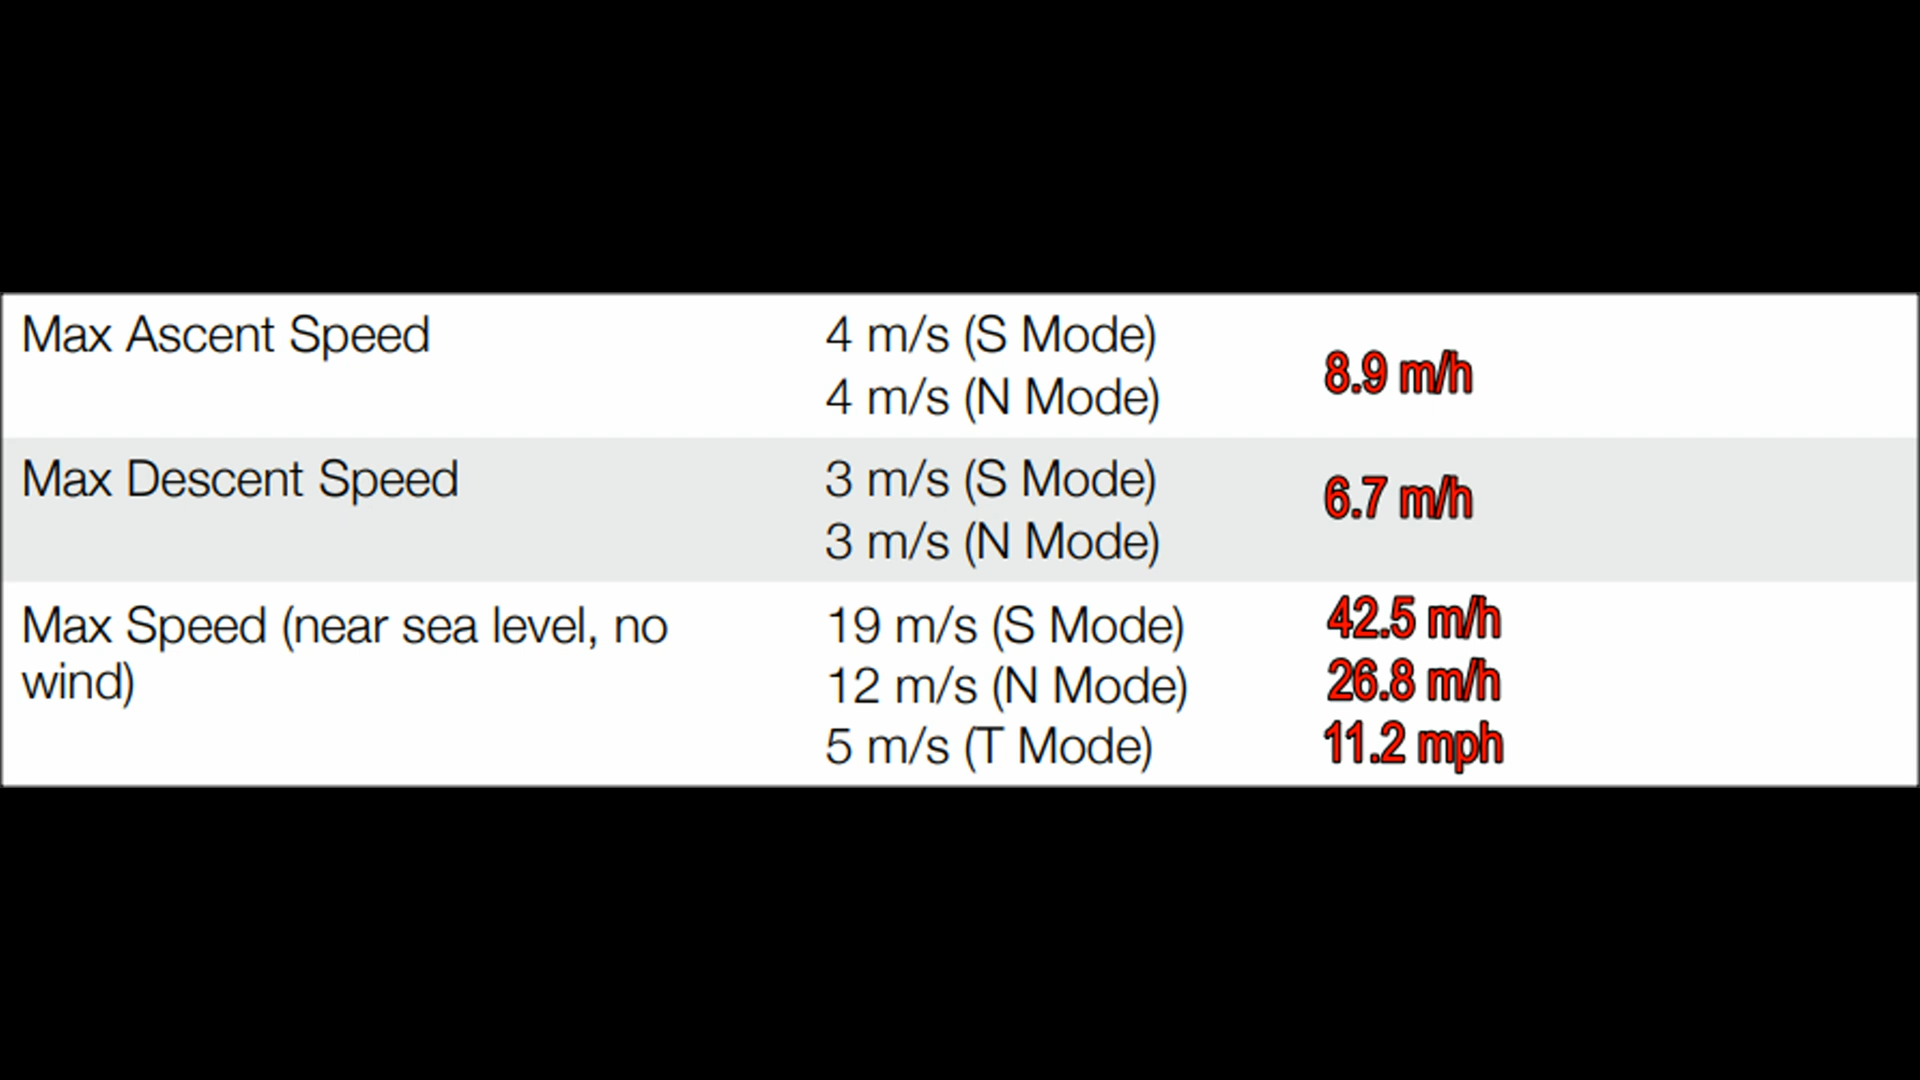 Max Ascent Speed
4 m/s (S Mode)
4 m/s (N Mode)
8.9 m/h
Max Descent Speed
3 m/s (S Mode)
3 m/s (N Mode)
6.7 m/h
Max Speed (near sea level, no
wind)
19 m/s (S Mode)
12 m/s (N Mode)
5 m/s (T Mode)
42.5 m/h
26.8 m/h
11.2 mph